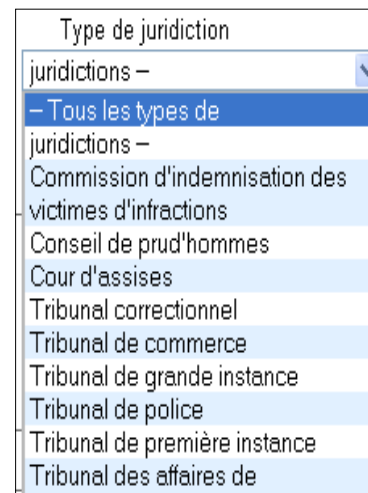 Type de juridiction
juridictions –
– Tous les types de
juridictions –
Commission d'indemnisation des
victimes d'infractions
Conseil de prud'hommes
Cour d'assises
Tribunal correctionnel
Tribunal de commerce
Tribunal de grande instance
Tribunal de police
Tribunal de première instance
Tribunal des affaires de